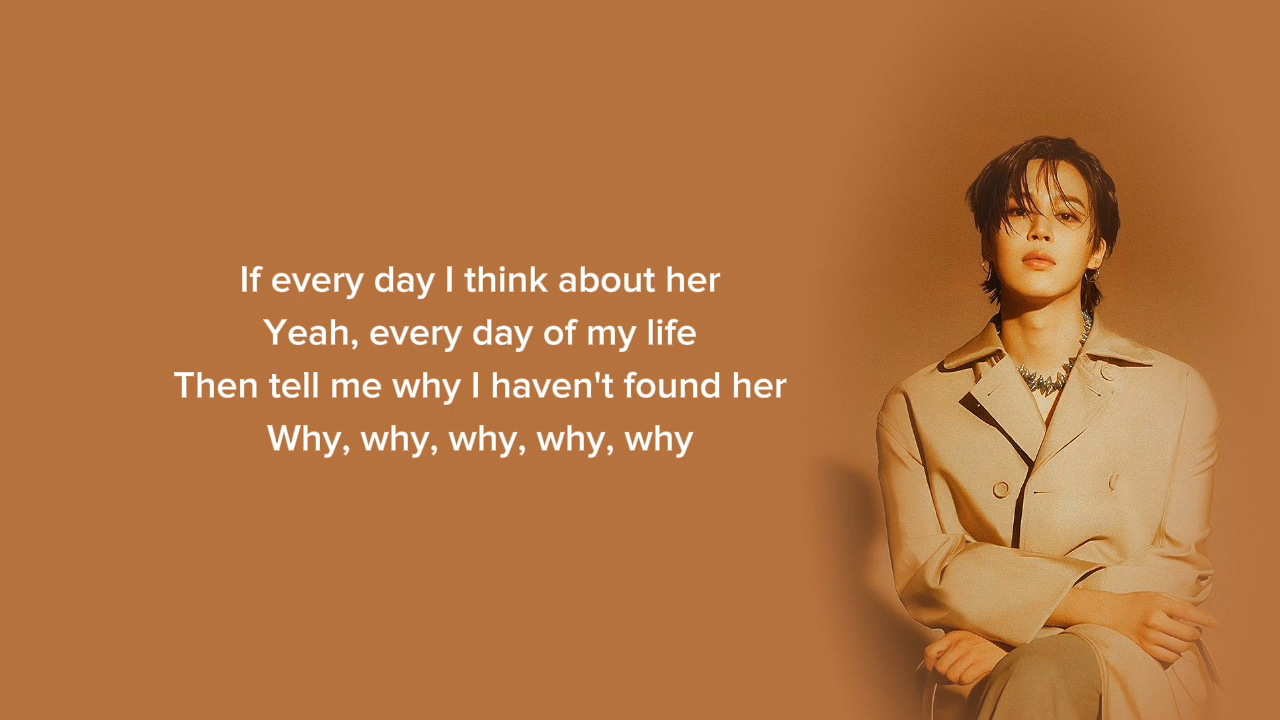 If every day I think about her
Yeah, every day of my life
Then tell me why I haven't found her
Why, why, why, why, why